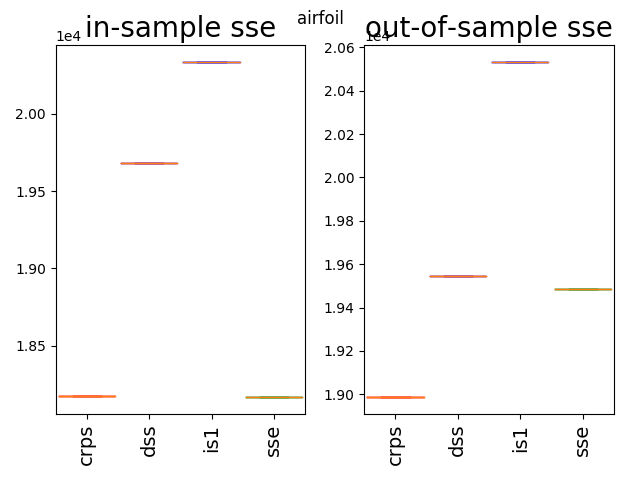 airfoil
in-sample sse
out-of-sample sse
1e4
1e4
2.00
1.95
1.90
1.85
2.06
2.04
2.02
2.00
1.98
1.96
1.94
1.92
1.90
crps
dss
is1
sse
crps
dss
is1
sse